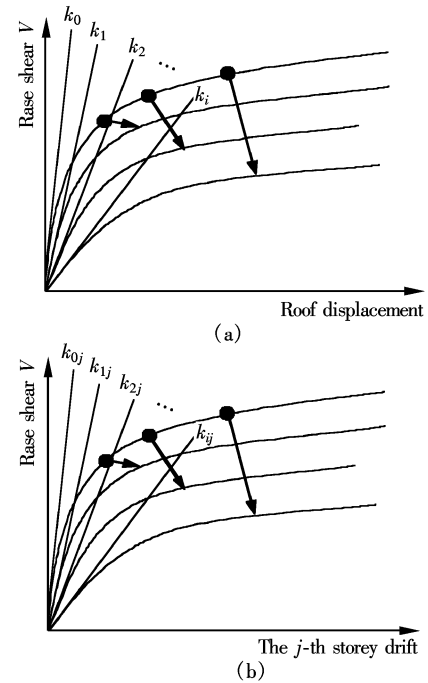 k0
k1
k2
...
ki
Rase shear V
Roof displacement
(a)
k0j
k1j
k2j
...
kij
Rase shear V
The j-th storey drift
(b)